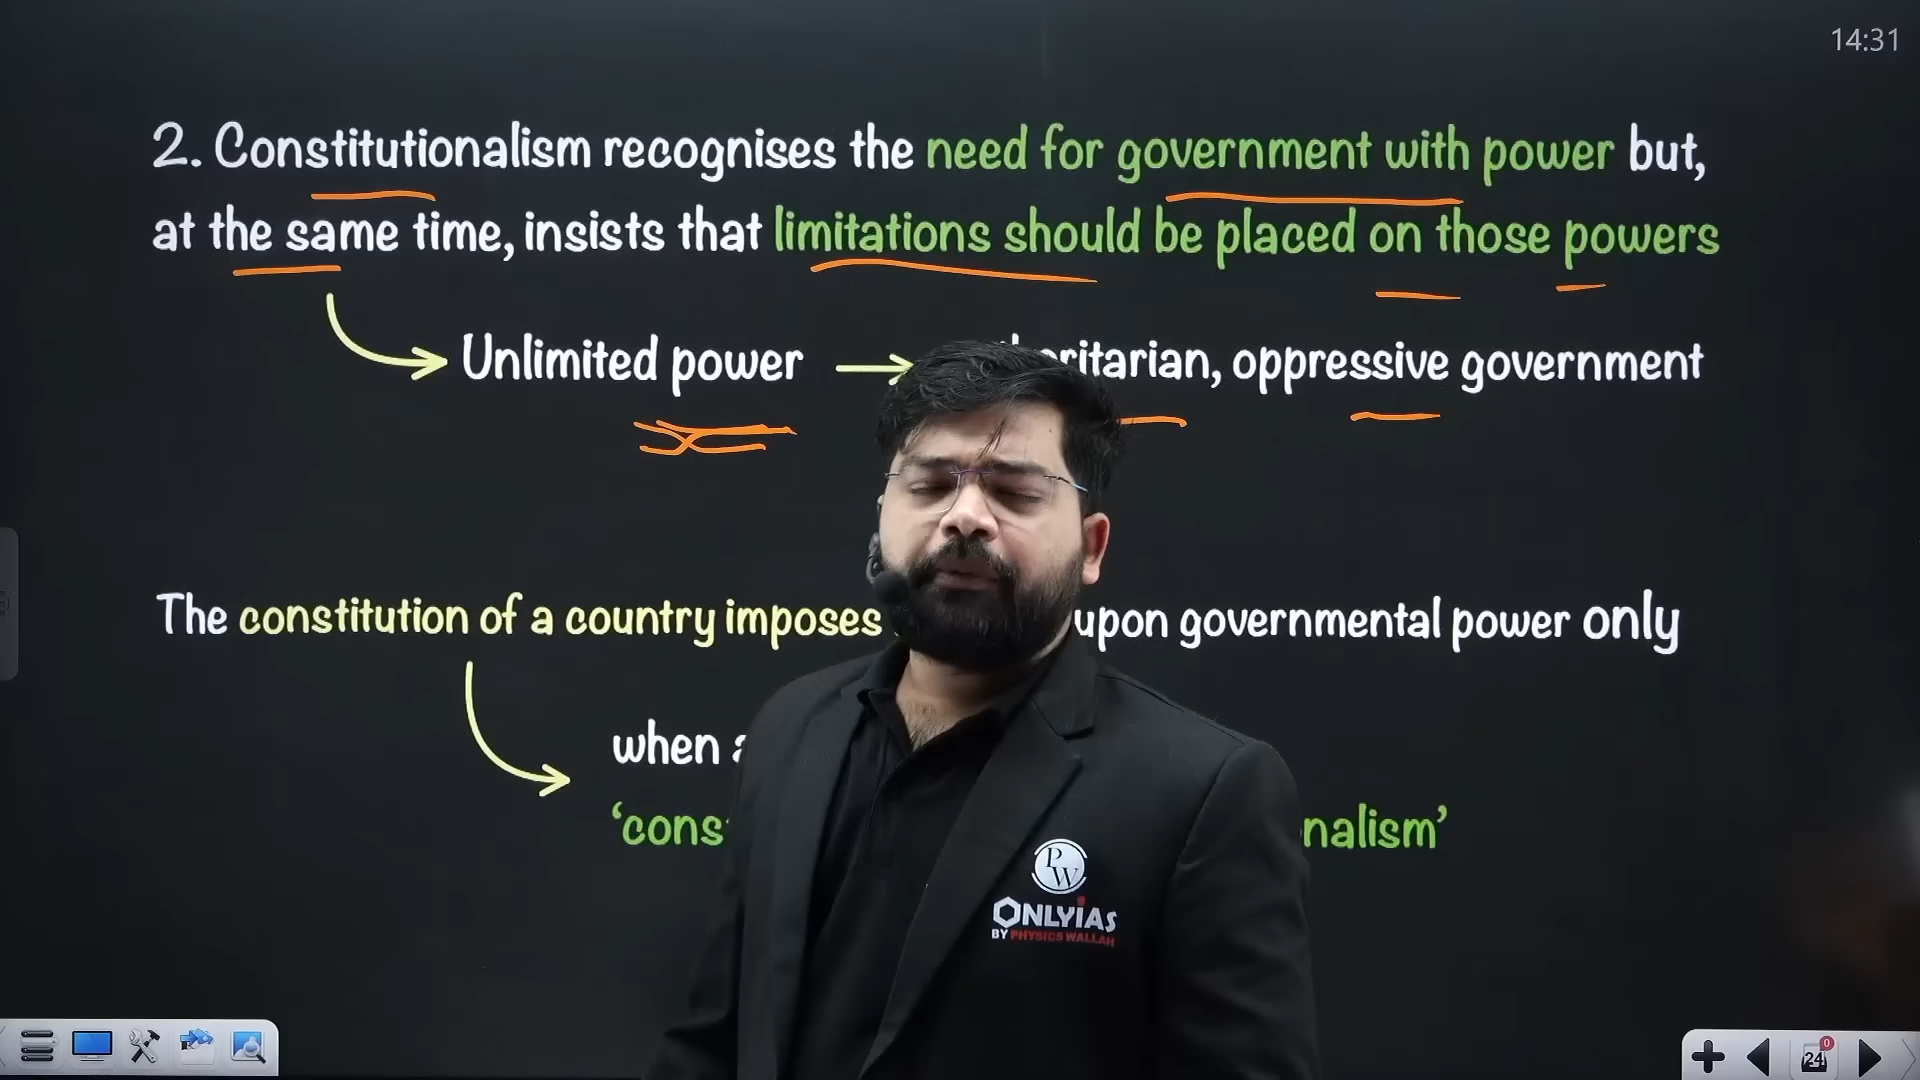 14:31
2. Constitutionalism recognises the need for government with power but,
at the same time, insists that limitations should be placed on those powers
Unlimited power oppressive government
The constitution of a country imposes upon governmental power only
when
PW
ONLYIAS
BY PHYSICS WALLAH
24 0